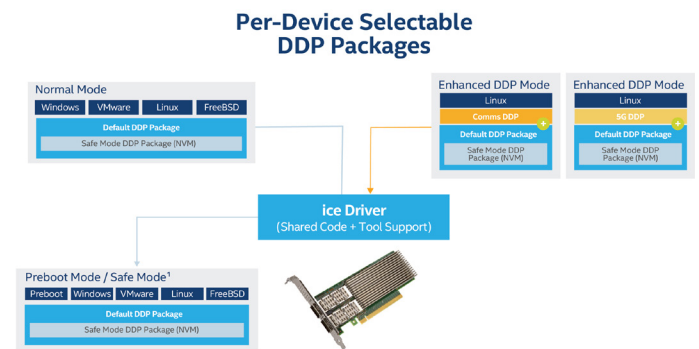 Per-Device Selectable
DDP Packages
Normal Mode
Windows VMware Linux FreeBSD
Default DDP Package
Safe Mode DDP Package (NVM)
Enhanced DDP Mode
Linux
Comms DDP
+
Default DDP Package
Safe Mode DDP
Package (NVM)
Enhanced DDP Mode
Linux
5G DDP
+
Default DDP Package
Safe Mode DDP
Package (NVM)
ice Driver
(Shared Code + Tool Support)
Preboot Mode / Safe Mode¹
Preboot Windows VMware Linux FreeBSD
Default DDP Package
Safe Mode DDP Package (NVM)